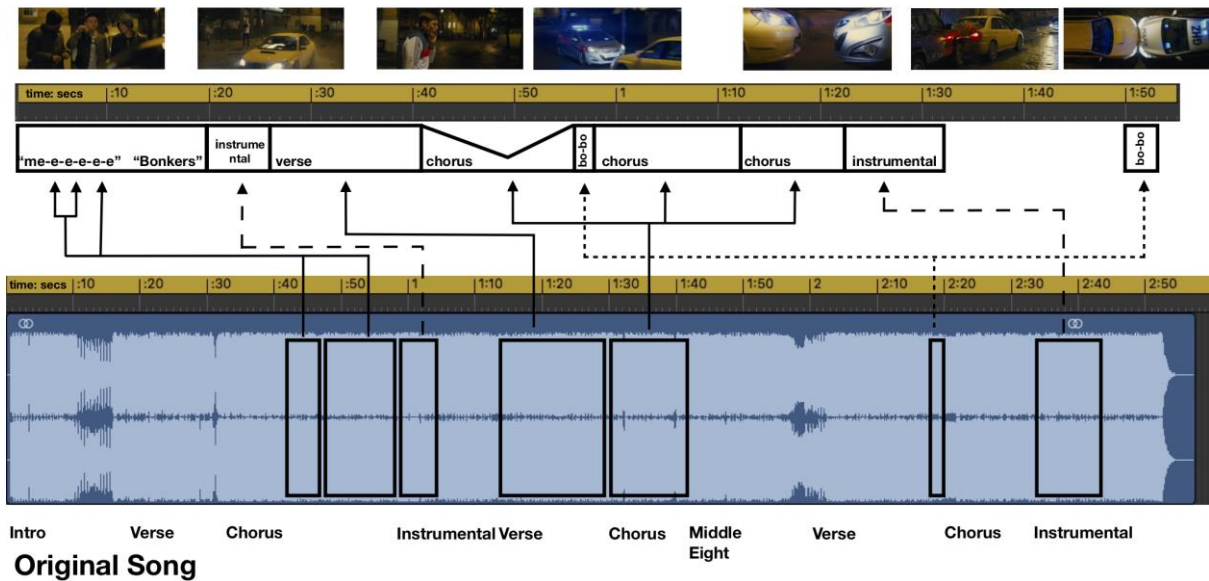 GHZ
time: secs :10 :20 :30 :40 :50 1 1:10 1:20 1:30 1:40 1:50
"me-e-e-e-e-e" "Bonkers"
instrume
ntal
verse
chorus
bo-bo
chorus
chorus
instrumental
bo-bo
time: secs :10 :20 :30 :40 :50 1 1:10 1:20 1:30 1:40 1:50 2 2:10 2:20 2:30 2:40 2:50
Intro Verse Chorus Instrumental Verse Chorus Middle Verse Chorus Instrumental
Eight
Original Song